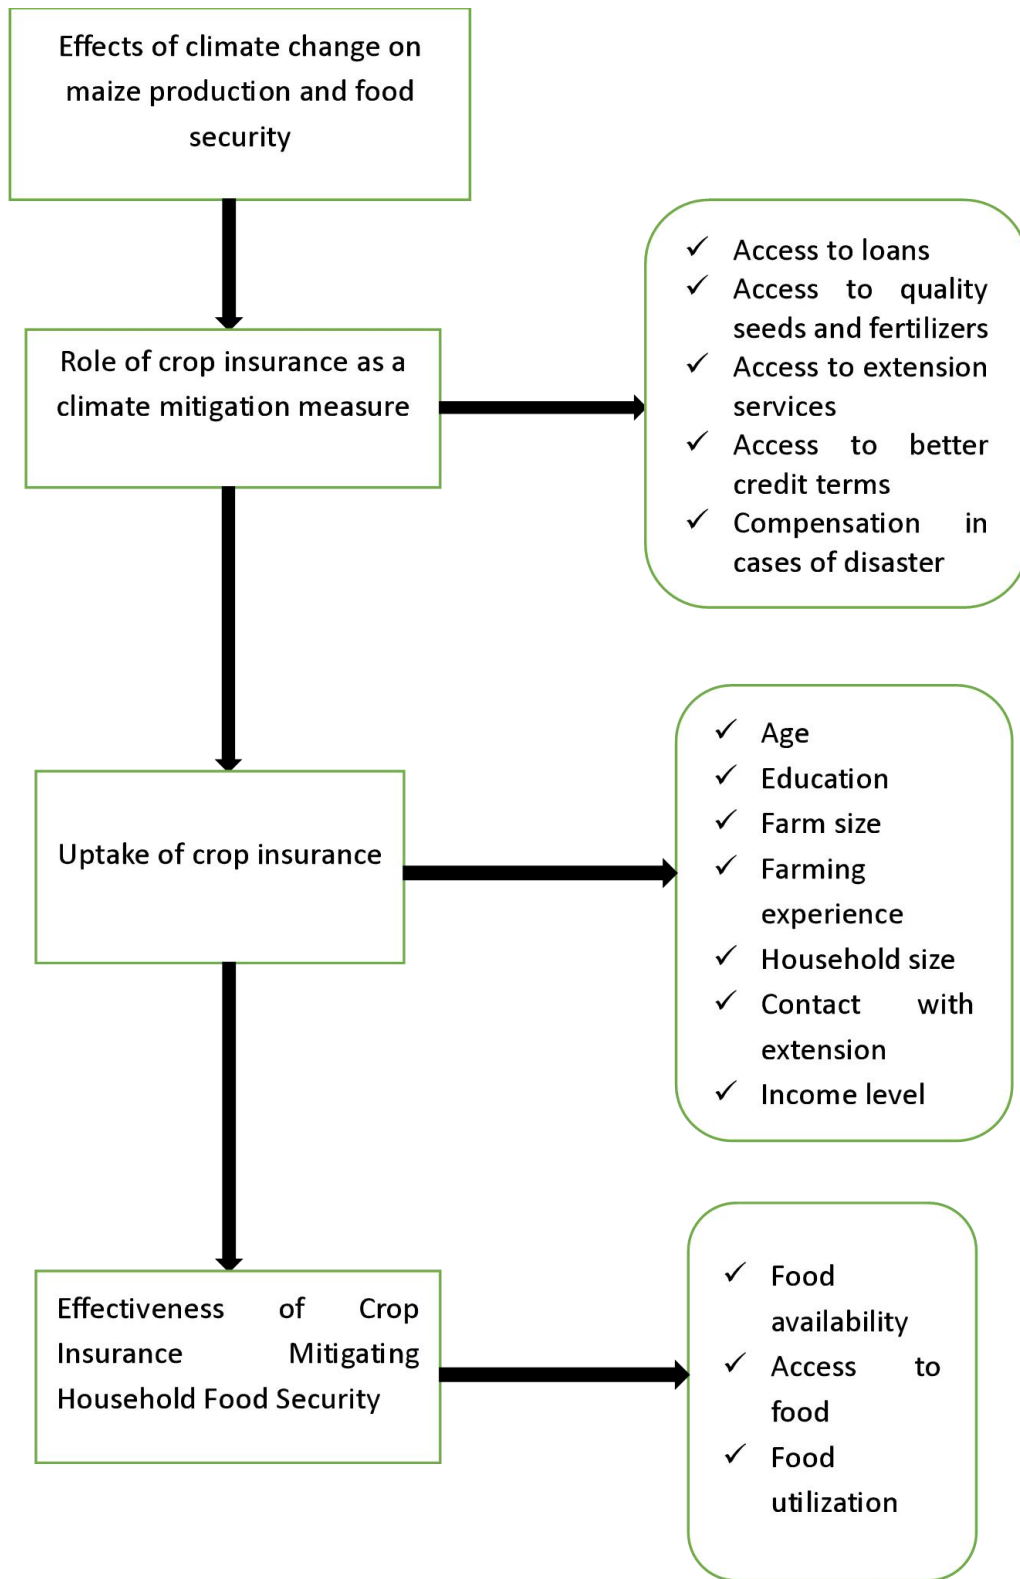 Effects of climate change on
maize production and food
security
Role of crop insurance as a
climate mitigation measure
✓ Access to loans
✓ Access to quality
seeds and fertilizers
✓ Access to extension
services
✓ Access to better
credit terms
✓ Compensation in
cases of disaster
Uptake of crop insurance
✓ Age
✓ Education
✓ Farm size
✓ Farming
experience
✓ Household size
✓ Contact with
extension
✓ Income level
Effectiveness of Crop
Insurance Mitigating
Household Food Security
✓ Food
availability
✓ Access to
food
✓ Food
utilization